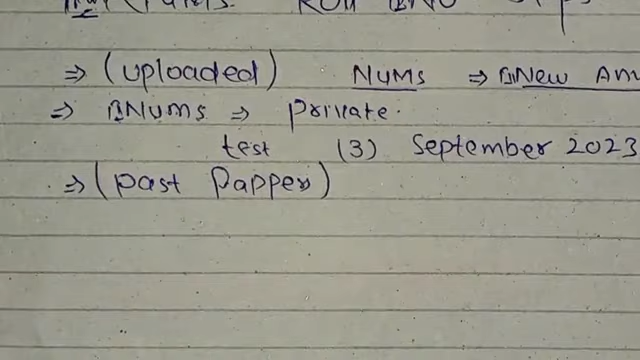 ⇒ (uploaded) NUMS ⇒ New
⇒ NUMS ⇒ Private.
test (3) September 2023
⇒ (Past Papper)